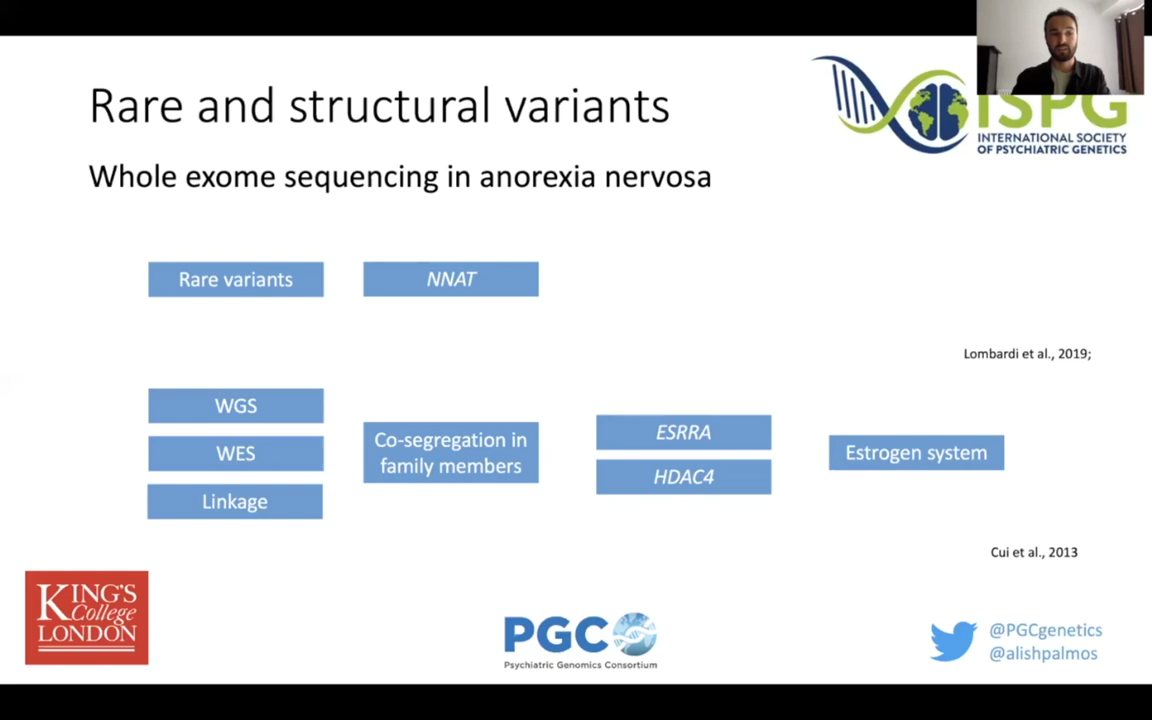 Rare and structural variants
ISPG
INTERNATIONAL SOCIETY
OF PSYCHIATRIC GENETICS
Whole exome sequencing in anorexia nervosa
Rare variants
NNAT
Lombardi et al., 2019;
WGS
WES
Linkage
Co-segregation in
family members
ESRRA
HDAC4
Estrogen system
Cui et al., 2013
KING'S
College
LONDON
PGC
Psychiatric Genomics Consortium
@PGCgenetics
@alishpalmos